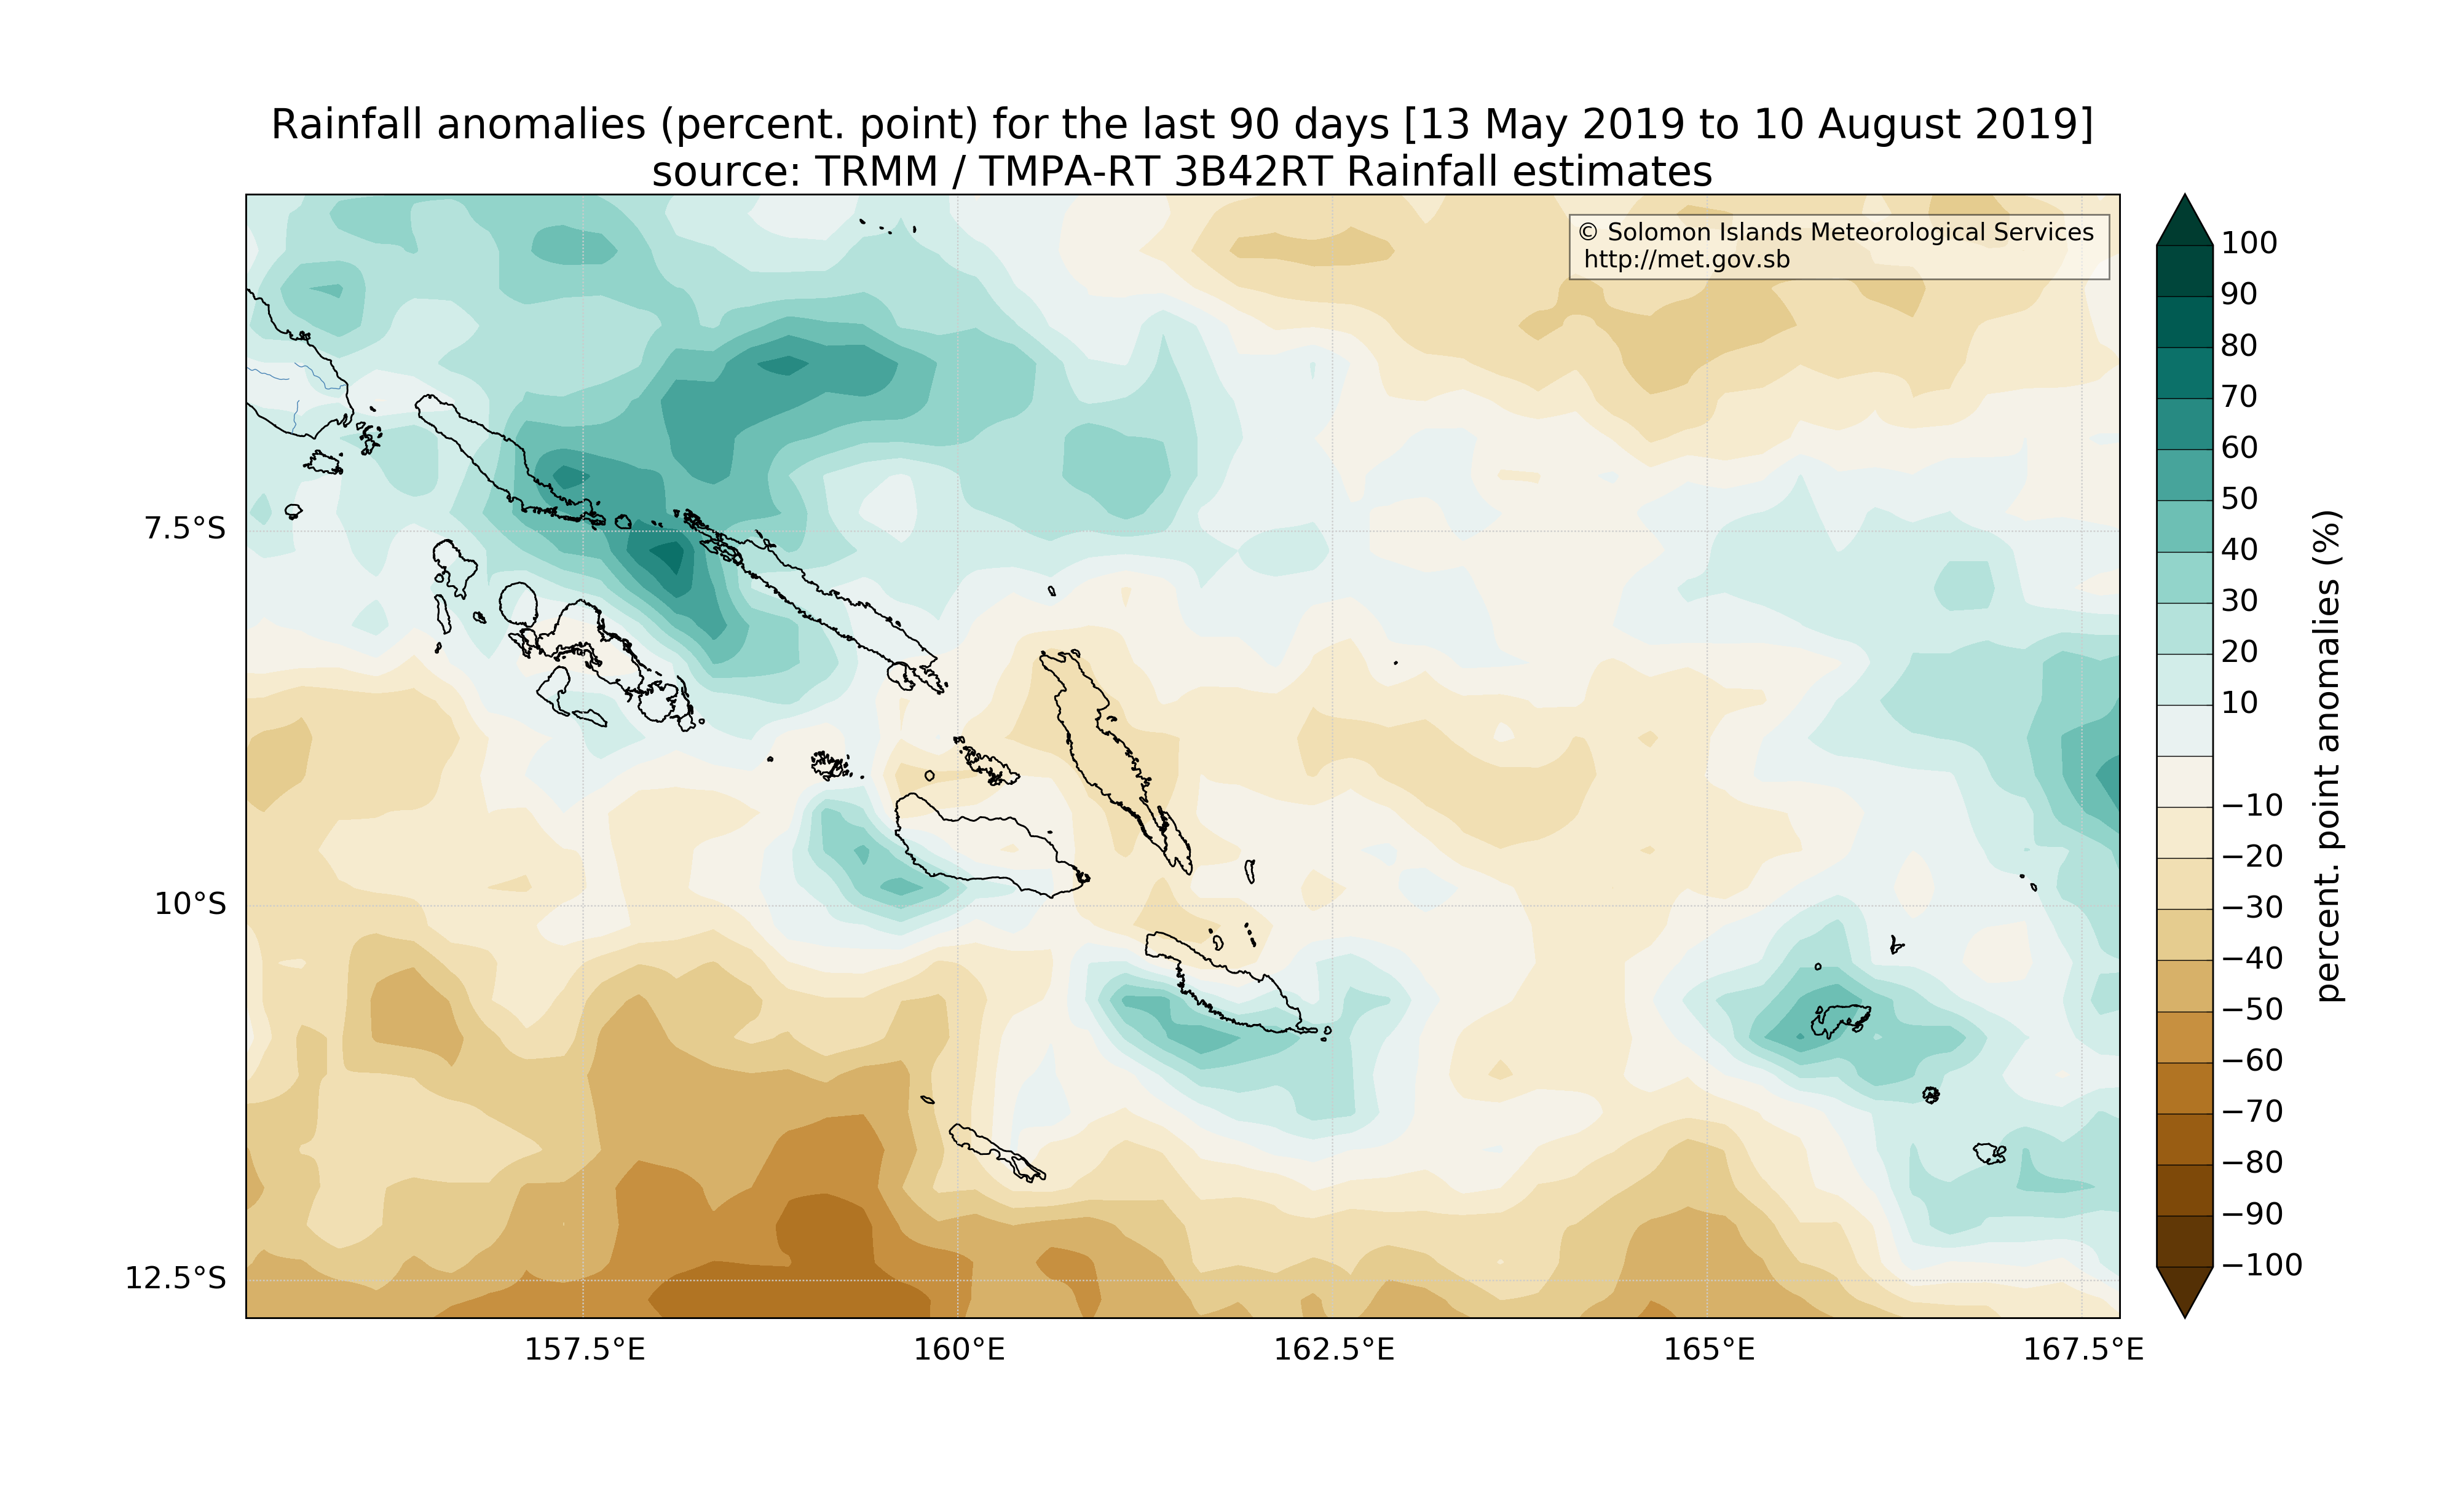 Rainfall anomalies (percent. point) for the last 90 days [13 May 2019 to 10 August 2019]
source: TRMM / TMPA-RT 3B42RT Rainfall estimates
© Solomon Islands Meteorological Services
http://met.gov.sb
7.5°S
10°S
12.5°S
157.5°E
160°E
162.5°E
165°E
167.5°E
100
90
80
70
60
50
40
30
20
10
−10
−20
−30
−40
−50
−60
−70
−80
−90
−100
percent. point anomalies (%)